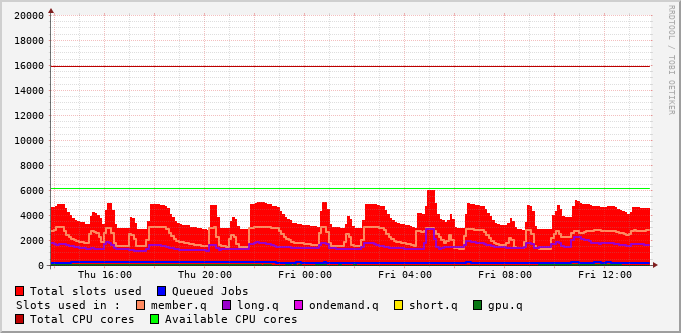 20000
18000
16000
14000
12000
10000
8000
6000
4000
2000
0
Thu 16:00 Thu 20:00 Fri 00:00 Fri 04:00 Fri 08:00 Fri 12:00
Total slots used Queued Jobs
Slots used in : member.q long.q ondemand.q short.q gpu.q
Total CPU cores Available CPU cores
RRDTOOL / TOBI OETIKER